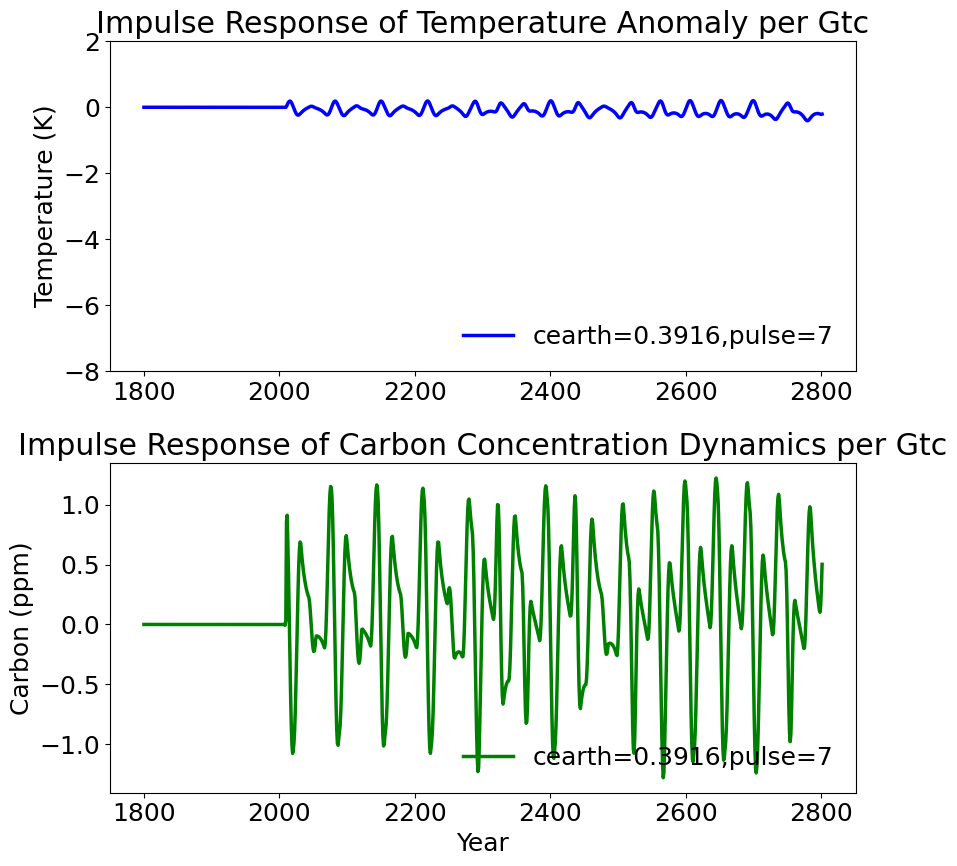 Impulse Response of Temperature Anomaly per Gtc
2
0
−2
−4
−6
−8
Temperature (K)
cearth=0.3916,pulse=7
1800 2000 2200 2400 2600 2800
Impulse Response of Carbon Concentration Dynamics per Gtc
1.0
0.5
0.0
−0.5
−1.0
Carbon (ppm)
cearth=0.3916,pulse=7
1800 2000 2200 2400 2600 2800
Year